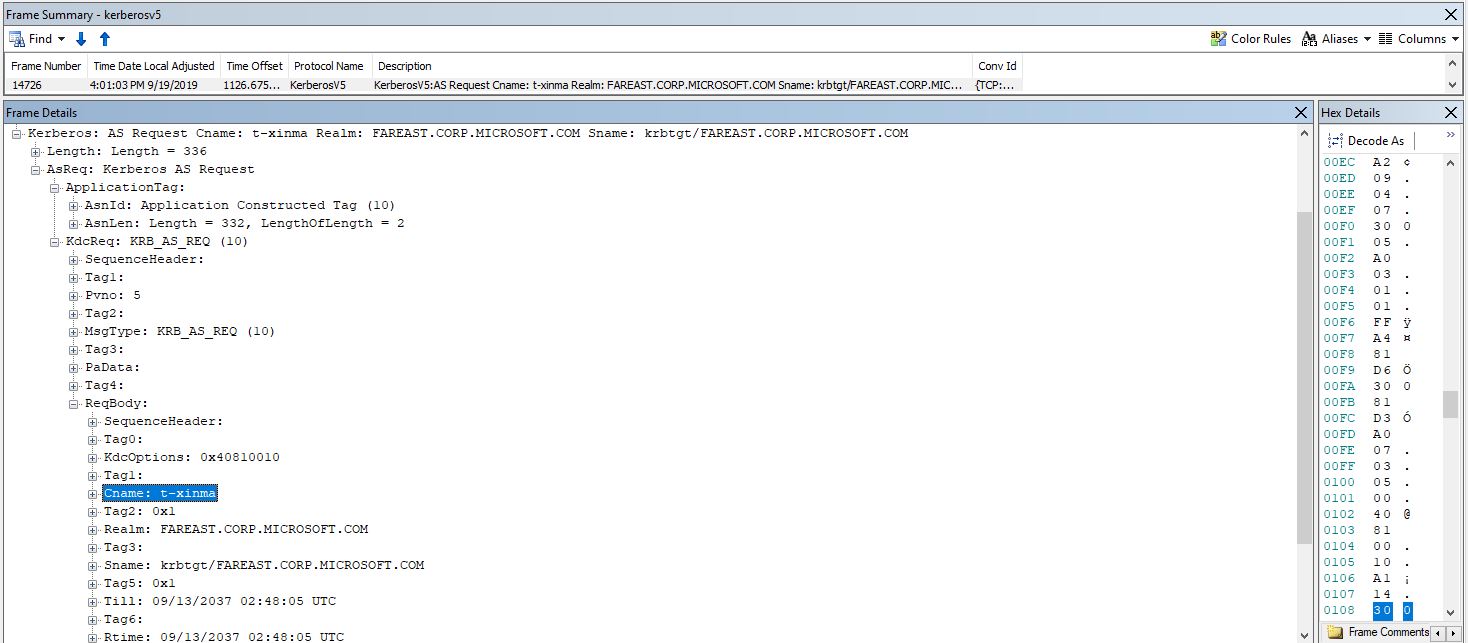 Frame Summary - kerberosv5
Find Color Rules Aliases Columns
Frame Number Time Date Local Adjusted Time Offset Protocol Name Description Conv Id
14726 4:01:03 PM 9/19/2019 1126.675... KerberosV5 KerberosV5:AS Request Cname: t-xinma Realm: FAREAST.CORP.MICROSOFT.COM Sname: krbtgt/FAREAST.CORP.MIC... {TCP:...
Frame Details
Kerberos: AS Request Cname: t-xinma Realm: FAREAST.CORP.MICROSOFT.COM Sname: krbtgt/FAREAST.CORP.MICROSOFT.COM
Length: Length = 336
AsReq: Kerberos AS Request
ApplicationTag:
AsnId: Application Constructed Tag (10)
AsnLen: Length = 332, LengthOfLength = 2
KdcReq: KRB_AS_REQ (10)
SequenceHeader:
Tag1:
Pvno: 5
Tag2:
MsgType: KRB_AS_REQ (10)
Tag3:
PaData:
Tag4:
ReqBody:
SequenceHeader:
Tag0:
KdcOptions: 0x40810010
Tag1:
Cname: t-xinma
Tag2: 0x1
Realm: FAREAST.CORP.MICROSOFT.COM
Tag3:
Sname: krbtgt/FAREAST.CORP.MICROSOFT.COM
Tag5: 0x1
Till: 09/13/2037 02:48:05 UTC
Tag6:
Rtime: 09/13/2037 02:48:05 UTC
Hex Details
Decode As
00EC A2 ¢
00ED 09 .
00EE 04 .
00EF 07 .
00F0 30 0
00F1 05 .
00F2 A0
00F3 03 .
00F4 01 .
00F5 01 .
00F6 FF ÿ
00F7 A4 ¤
00F8 81
00F9 D6 Ö
00FA 30 0
00FB 81
00FC D3 Ó
00FD A0
00FE 07 .
00FF 03 .
0100 05 .
0101 00 .
0102 40 @
0103 81
0104 00 .
0105 10 .
0106 A1 ¡
0107 14 .
0108 30 0
Frame Comments